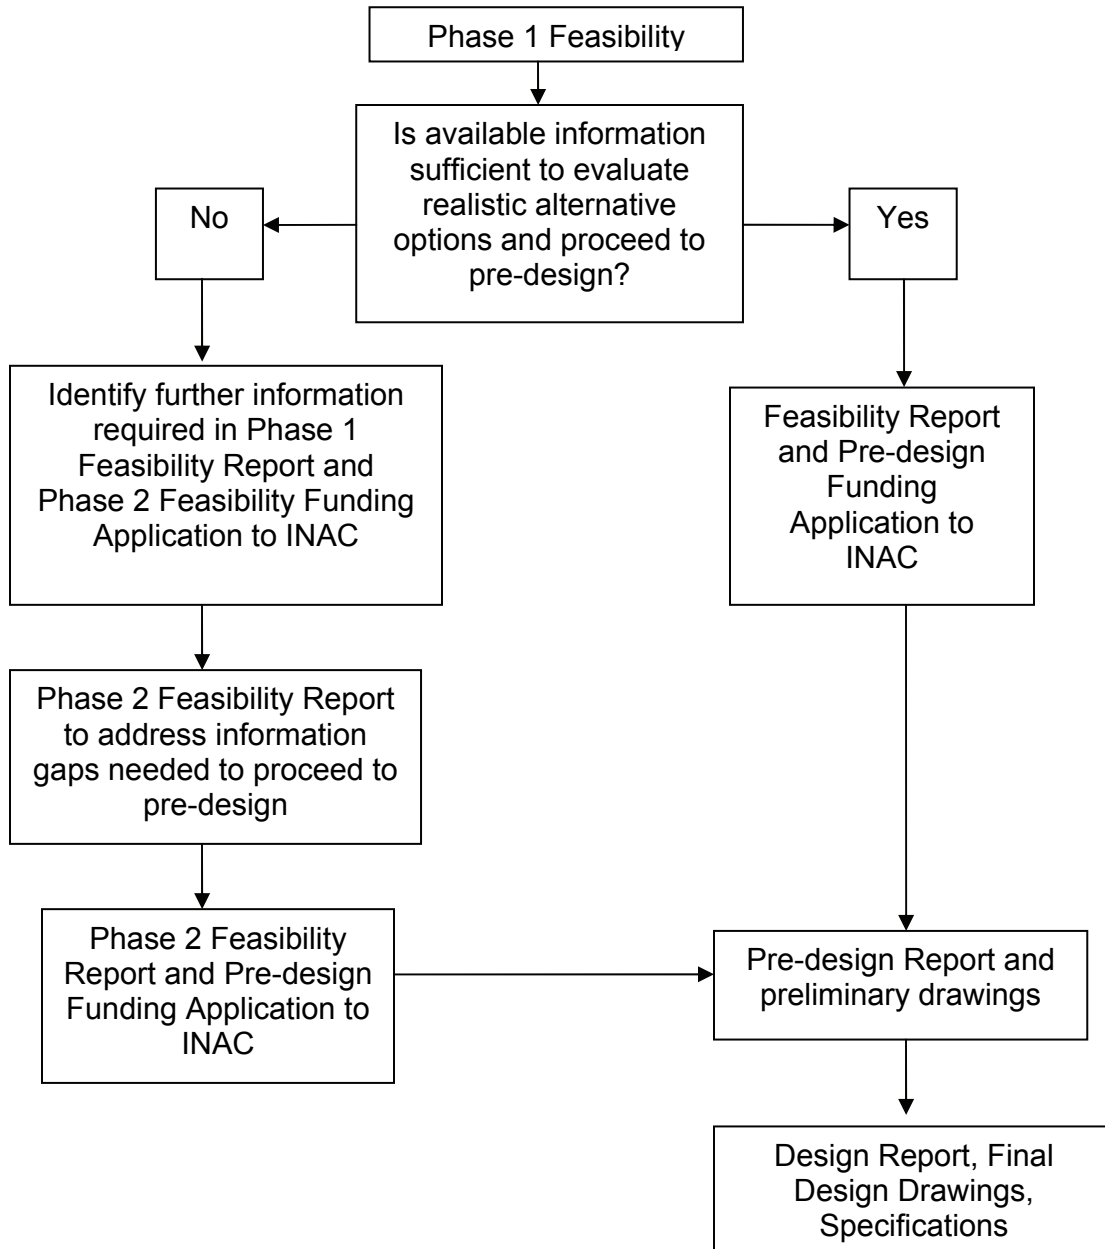 Phase 1 Feasibility
Is available information
sufficient to evaluate
realistic alternative
options and proceed to
pre-design?
No
Yes
Identify further information
required in Phase 1
Feasibility Report and
Phase 2 Feasibility Funding
Application to INAC
Feasibility Report
and Pre-design
Funding
Application to
INAC
Phase 2 Feasibility Report
to address information
gaps needed to proceed to
pre-design
Phase 2 Feasibility
Report and Pre-design
Funding Application to
INAC
Pre-design Report and
preliminary drawings
Design Report, Final
Design Drawings,
Specifications